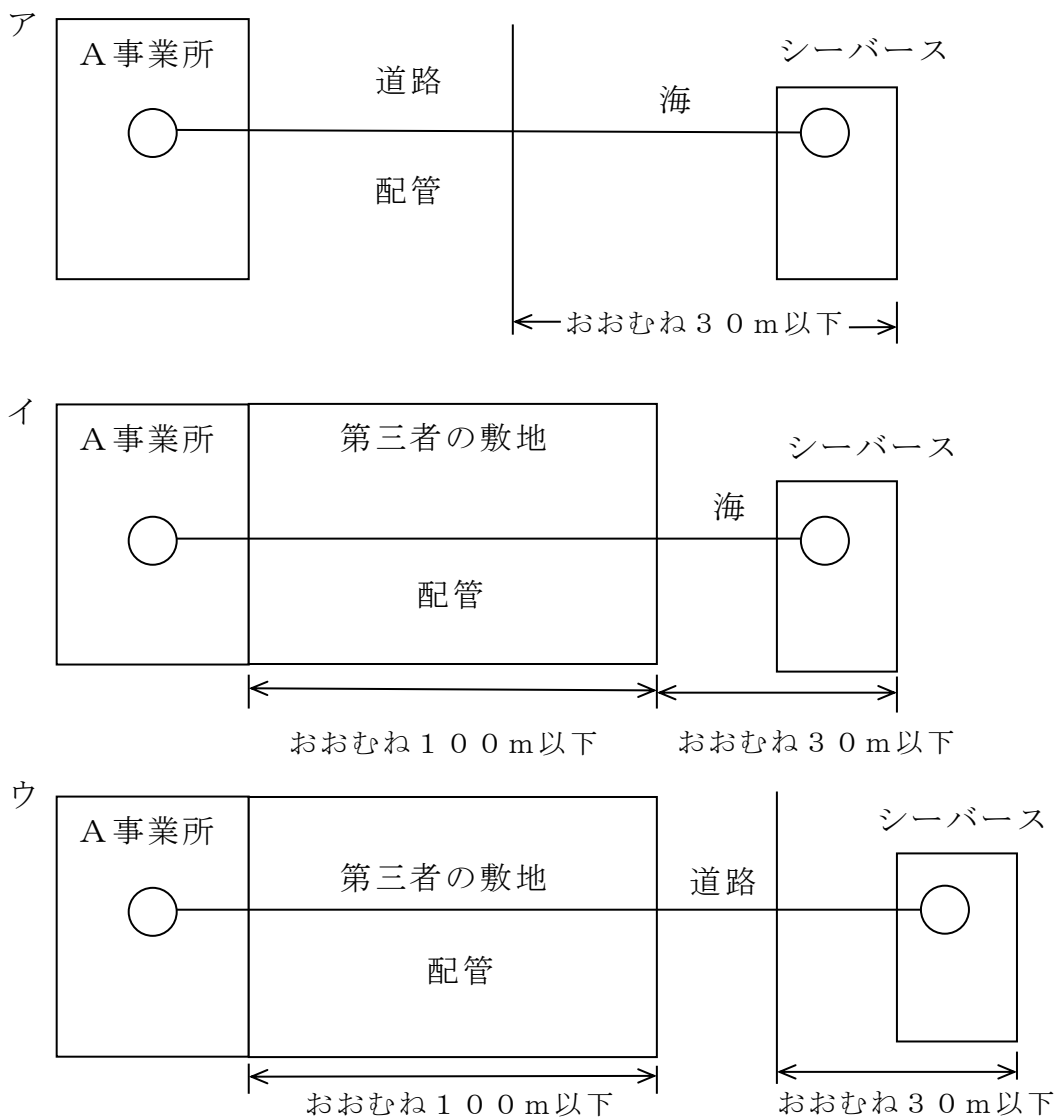 ア
A事業所
道路
海
シーバース
配管
おおむね30m以下
イ
A事業所
第三者の敷地
シーバース
海
配管
おおむね100m以下
おおむね30m以下
ウ
A事業所
第三者の敷地
道路
シーバース
配管
おおむね100m以下
おおむね30m以下